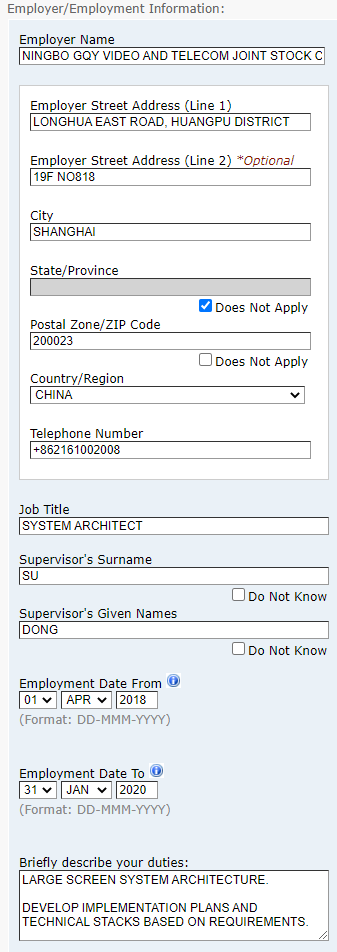 Employer/Employment Information:
Employer Name
NINGBO GQY VIDEO AND TELECOM JOINT STOCK C
Employer Street Address (Line 1)
LONGHUA EAST ROAD, HUANGPU DISTRICT
Employer Street Address (Line 2) *Optional
19F NO818
City
SHANGHAI
State/Province
Does Not Apply
Postal Zone/ZIP Code
200023
Does Not Apply
Country/Region
CHINA
Telephone Number
+862161002008
Job Title
SYSTEM ARCHITECT
Supervisor's Surname
SU
Do Not Know
Supervisor's Given Names
DONG
Do Not Know
Employment Date From
01 APR 2018
(Format: DD-MMM-YYYY)
Employment Date To
31 JAN 2020
(Format: DD-MMM-YYYY)
Briefly describe your duties:
LARGE SCREEN SYSTEM ARCHITECTURE.
DEVELOP IMPLEMENTATION PLANS AND
TECHNICAL STACKS BASED ON REQUIREMENTS.